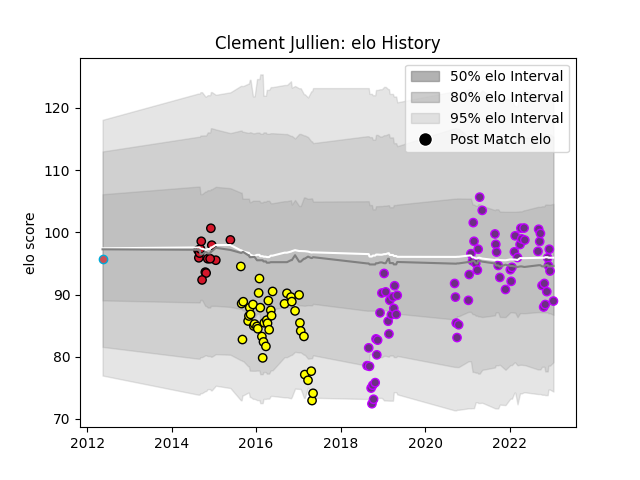 Clement Jullien: elo History
50% elo Interval
80% elo Interval
95% elo Interval
Post Match elo
elo score
120
110
100
90
80
70
2012
2014
2016
2018
2020
2022